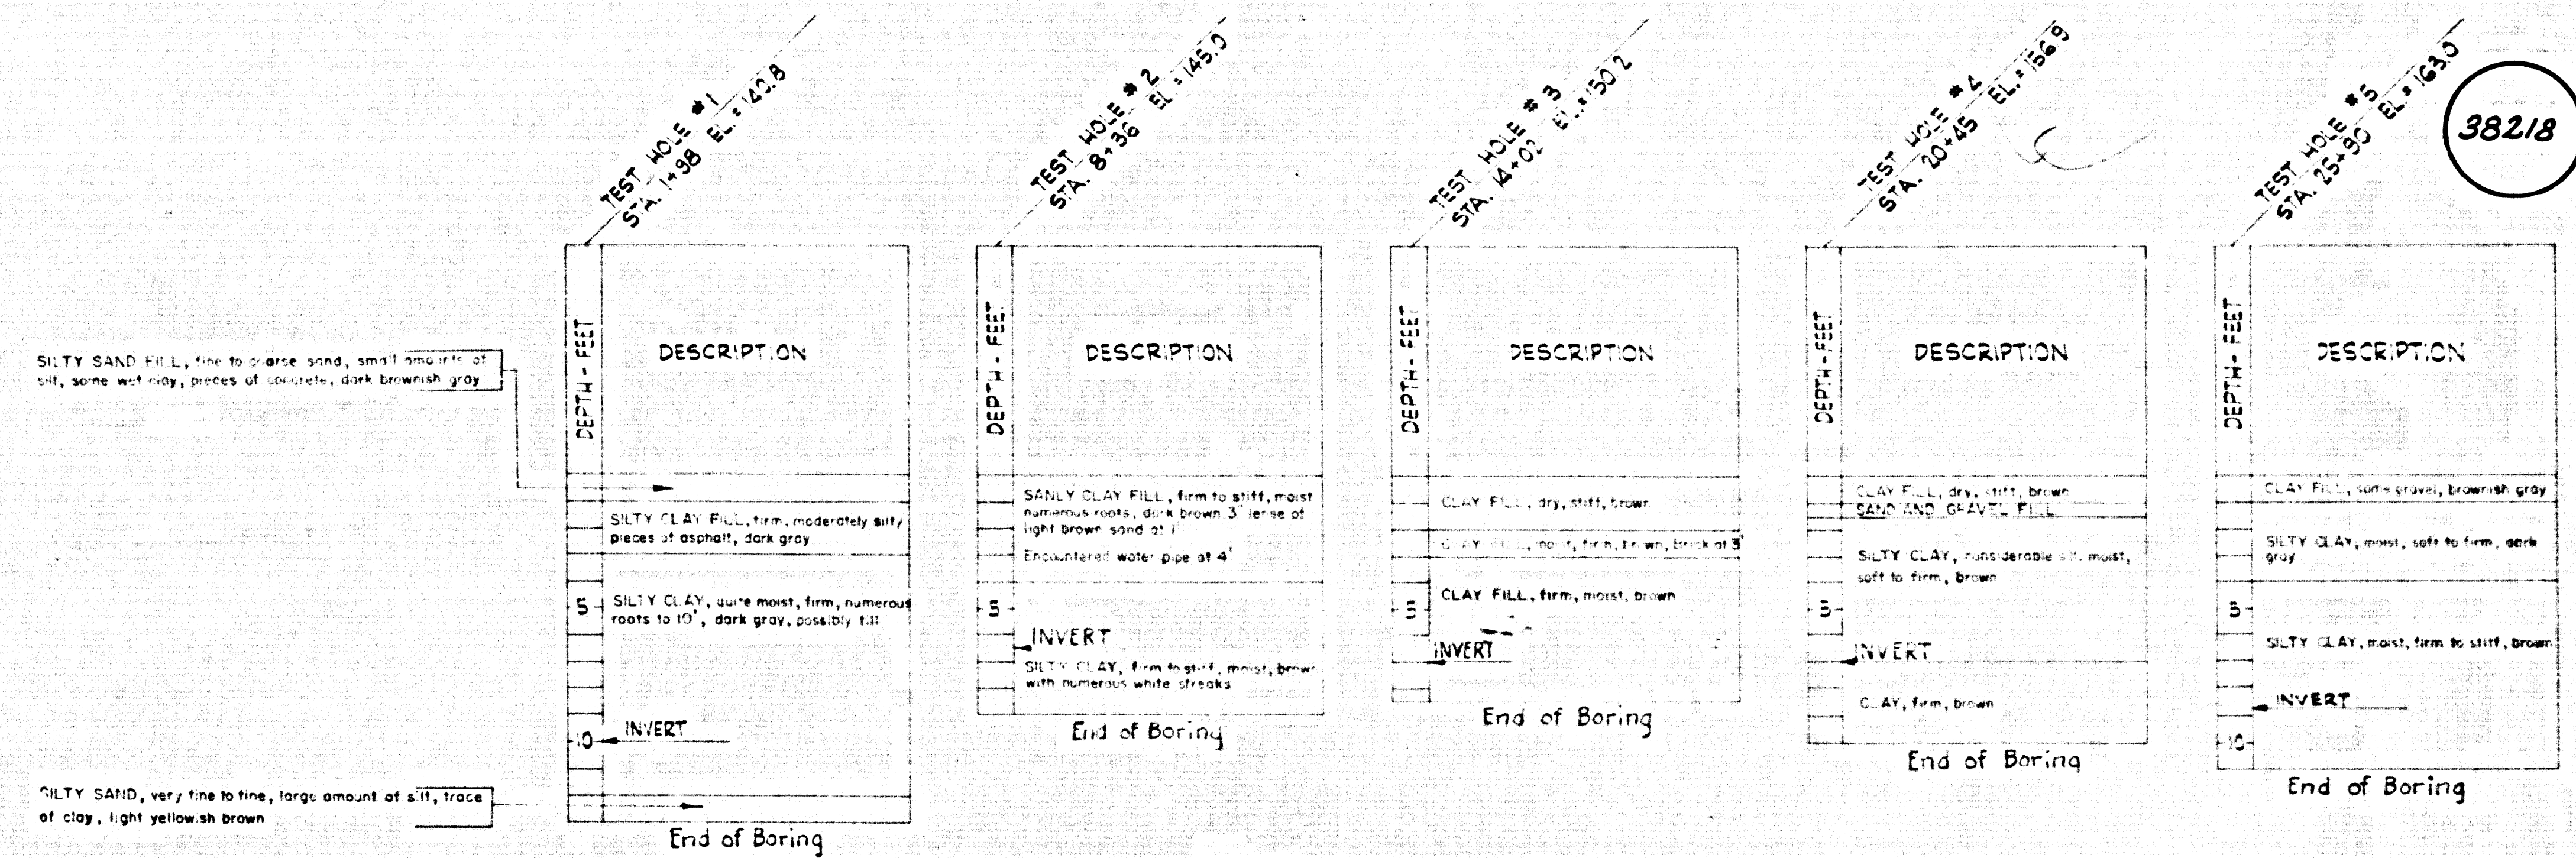 38218
TEST HOLE #1
STA. 1+98 EL.=140.8
DEPTH - FEET
DESCRIPTION
SILTY SAND FILL, fine to coarse sand, small amounts of
silt, some wet clay, pieces of concrete, dark brownish gray
SILTY CLAY FILL, firm, moderately silty
pieces of asphalt, dark gray
5
SILTY CLAY, quite moist, firm, numerous
roots to 10', dark gray, possibly fill
INVERT
10
SILTY SAND, very fine to fine, large amount of silt, trace
of clay, light yellowish brown
End of Boring
TEST HOLE #2
STA. 8+36 EL.=145.0
DEPTH - FEET
DESCRIPTION
SANLY CLAY FILL, firm to stiff, moist
numerous roots, dark brown 3" lense of
light brown sand at 1'
Encountered water pipe at 4'
5
INVERT
SILTY CLAY, firm to stiff, moist, brown
with numerous white streaks
End of Boring
TEST HOLE #3
STA. 14+02 EL.=150.2
DEPTH - FEET
DESCRIPTION
CLAY FILL, dry, stiff, brown
CLAY FILL, moist, firm, brown, brick at 3'
CLAY FILL, firm, moist, brown
5
INVERT
End of Boring
TEST HOLE #4
STA. 20+45 EL.=156.9
DEPTH - FEET
DESCRIPTION
CLAY FILL, dry, stiff, brown
SAND AND GRAVEL FILL
SILTY CLAY, considerable silt, moist,
soft to firm, brown
5
INVERT
CLAY, firm, brown
End of Boring
TEST HOLE #5
STA. 25+90 EL.=163.0
DEPTH - FEET
DESCRIPTION
CLAY FILL, some gravel, brownish gray
SILTY CLAY, moist, soft to firm, dark
gray
5
SILTY CLAY, moist, firm to stiff, brown
INVERT
10
End of Boring